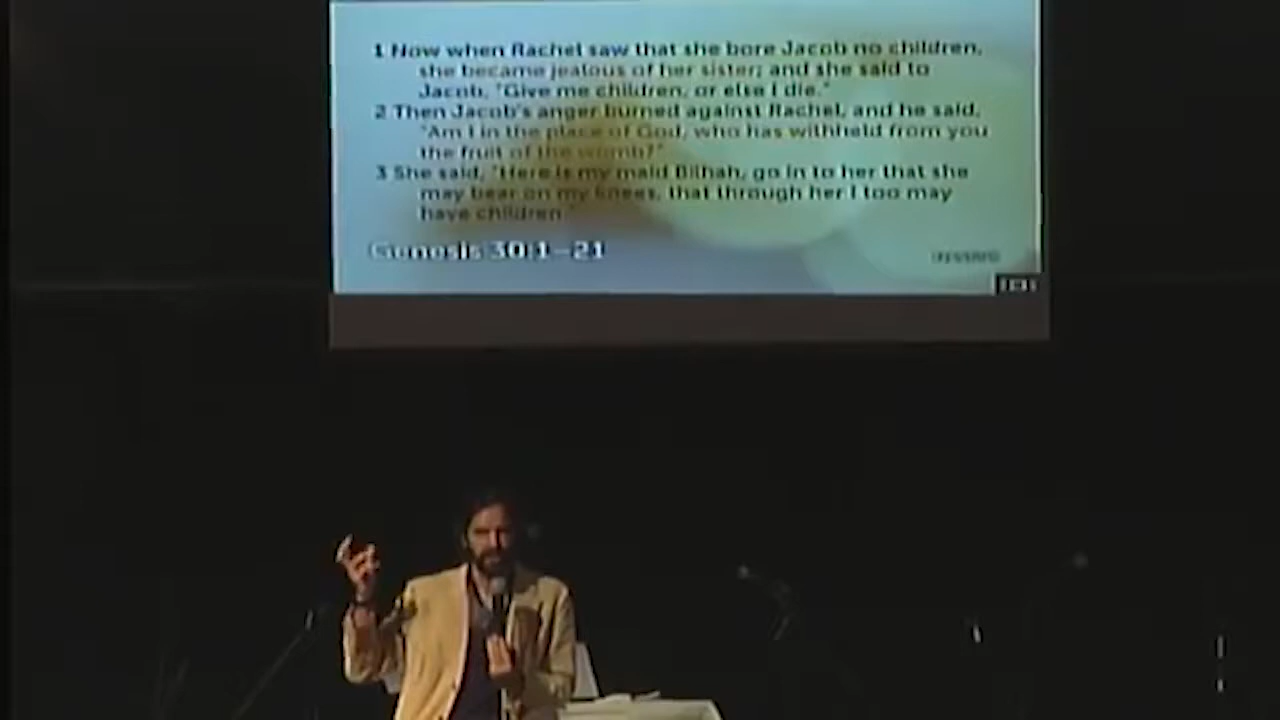 1 Now when Rachel saw that she bore Jacob no children,
she became jealous of her sister; and she said to
Jacob, "Give me children, or else I die."
2 Then Jacob's anger burned against Rachel, and he said,
"Am I in the place of God, who has withheld from you
the fruit of the womb?"
3 She said, "Here is my maid Bilhah, go in to her that she
may bear on my knees, that through her I too may
have children."
Genesis 30:1–21